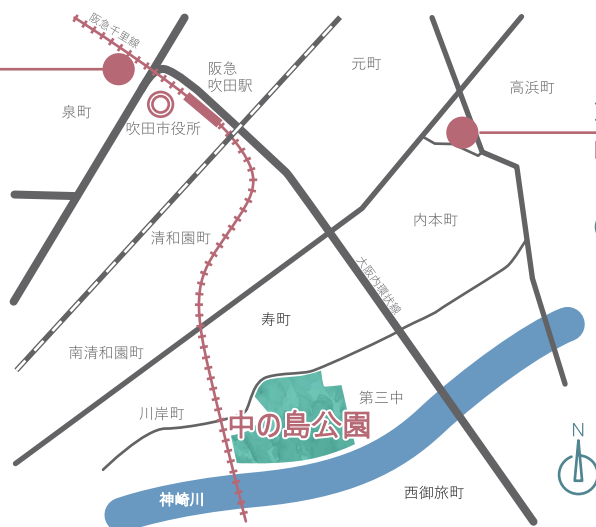 阪急千里線
元町
阪急
吹田駅
高浜町
泉町
吹田市役所
内本町
清和園町
大阪内環状線
寿町
南清和園町
第三中
川岸町
中の島公園
神崎川
西御旅町
N